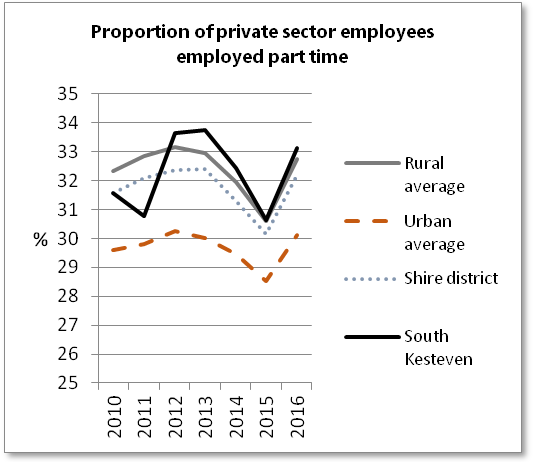 Proportion of private sector employees
employed part time
35
34
33
32
31
30
29
28
27
26
25
%
2010
2011
2012
2013
2014
2015
2016
Rural
average
Urban
average
Shire district
South
Kesteven